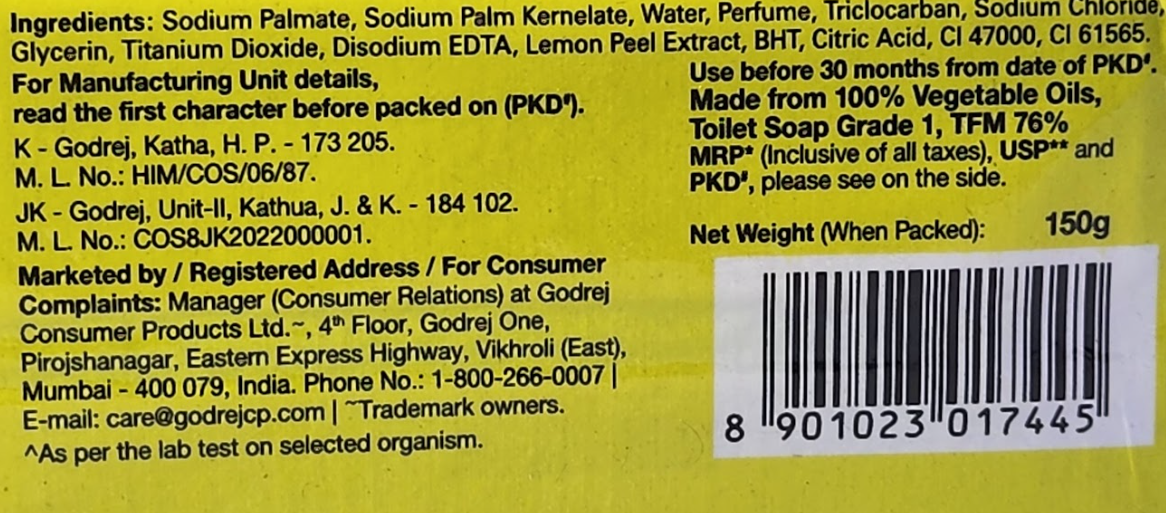 Ingredients: Sodium Palmate, Sodium Palm Kernelate, Water, Perfume, Triclocarban, Sodium Chloride,
Glycerin, Titanium Dioxide, Disodium EDTA, Lemon Peel Extract, BHT, Citric Acid, CI 47000, CI 61565.
For Manufacturing Unit details,
read the first character before packed on (PKD#).
K - Godrej, Katha, H. P. - 173 205.
M. L. No.: HIM/COS/06/87.
JK - Godrej, Unit-II, Kathua, J. & K. - 184 102.
M. L. No.: COS8JK2022000001.
Marketed by / Registered Address / For Consumer
Complaints: Manager (Consumer Relations) at Godrej
Consumer Products Ltd.~, 4th Floor, Godrej One,
Pirojshanagar, Eastern Express Highway, Vikhroli (East),
Mumbai - 400 079, India. Phone No.: 1-800-266-0007 |
E-mail: care@godrejcp.com | ~Trademark owners.
^As per the lab test on selected organism.
Use before 30 months from date of PKD#.
Made from 100% Vegetable Oils,
Toilet Soap Grade 1, TFM 76%
MRP* (Inclusive of all taxes), USP** and
PKD#, please see on the side.
Net Weight (When Packed): 150g
8 901023 017445